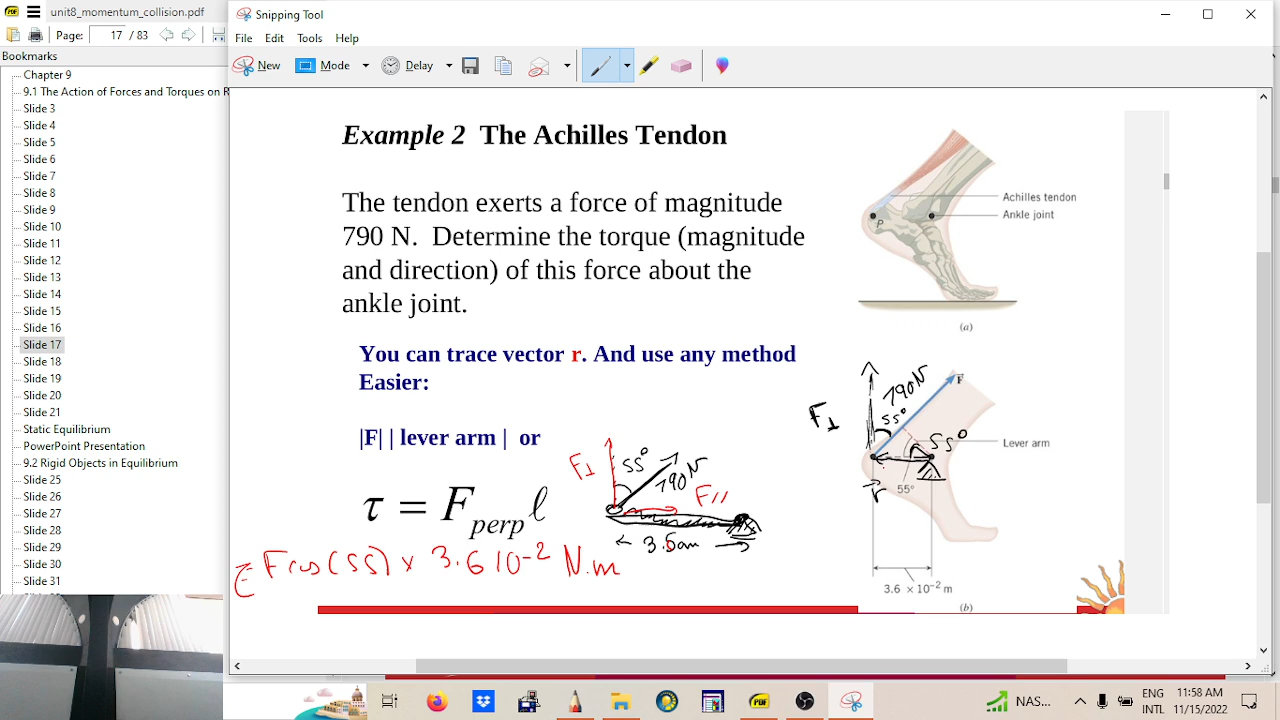 unit8_momentum_collision.pdf
Snipping Tool
Page: 17 / 83
File Edit Tools Help
Bookmarks
New Mode Delay
Chapter 9
9.1 The Action of Forces and Torques on R
Slide 3
Slide 4
Slide 5
Slide 6
Slide 7
Slide 8
Slide 9
Slide 10
Slide 11
Slide 12
Slide 13
Slide 14
Slide 15
Slide 16
Slide 17
Slide 18
Slide 19
Slide 20
Slide 21
Static Equilibrium
PowerPoint Presentation
9.2 Rigid Objects in Equilibrium
Slide 25
Slide 26
Slide 27
Slide 28
Slide 29
Slide 30
Slide 31
Example 2 The Achilles Tendon
The tendon exerts a force of magnitude
790 N. Determine the torque (magnitude
and direction) of this force about the
ankle joint.
You can trace vector r. And use any method
Easier:
|F| | lever arm | or
τ = F perp ℓ
F⊥ 55° 790N F//
3.6cm
F cos(55) × 3.6 10-2 N.m
Achilles tendon
Ankle joint
P
(a)
F⊥ 790N 55° F
55°
Lever arm
r
55°
3.6 × 10-2 m
(b)
NAS...
ENG
INTL
11:58 AM
11/15/2022